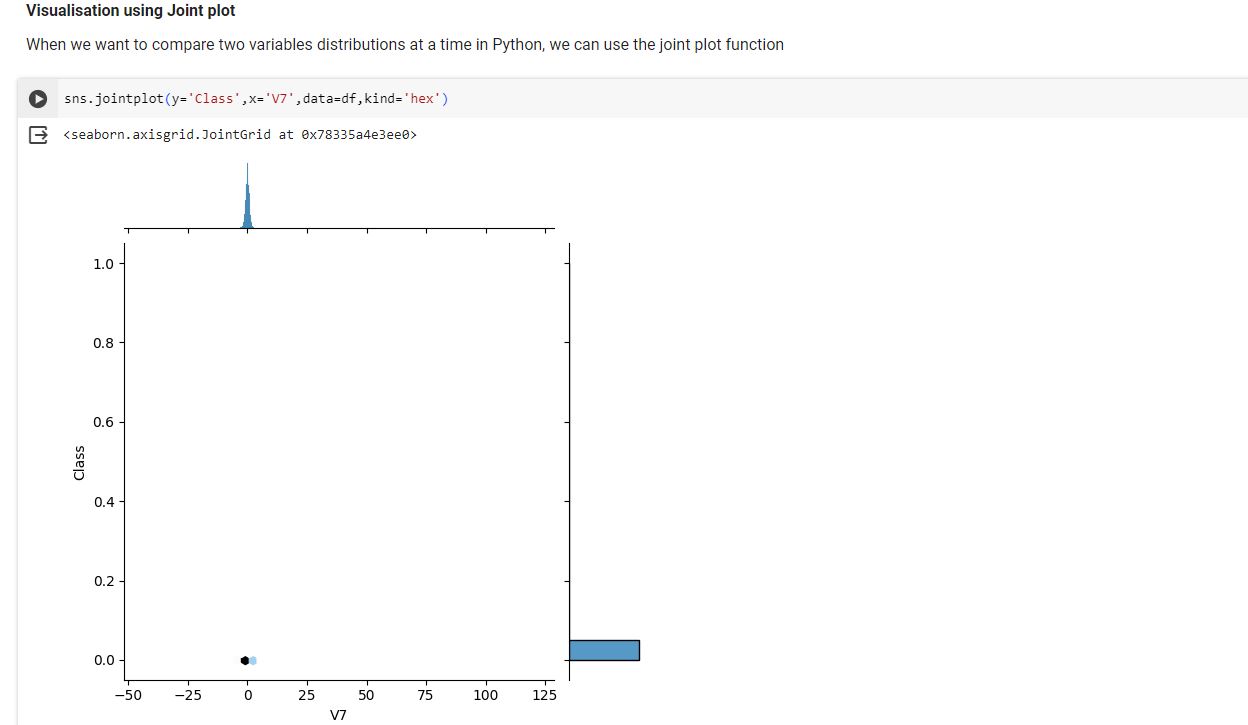 Visualisation using Joint plot
When we want to compare two variables distributions at a time in Python, we can use the joint plot function
sns.jointplot(y='Class',x='V7',data=df,kind='hex')
<seaborn.axisgrid.JointGrid at 0x78335a4e3ee0>
1.0
0.8
0.6
Class
0.4
0.2
0.0
−50 −25 0 25 50 75 100 125
V7